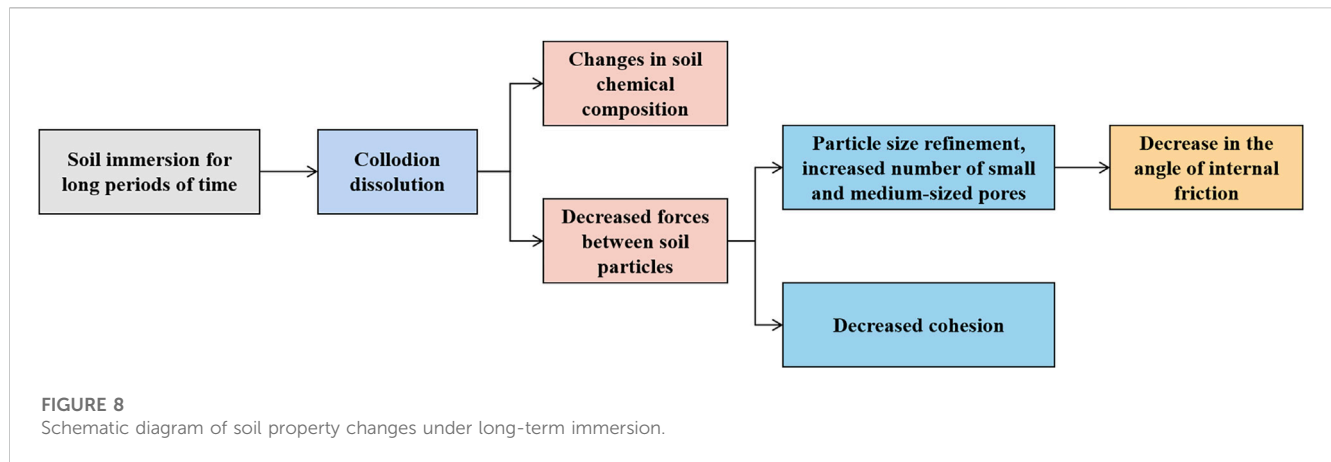 Soil immersion for
long periods of time
Collodion
dissolution
Changes in soil
chemical
composition
Decreased forces
between soil
particles
Particle size refinement,
increased number of small
and medium-sized pores
Decreased cohesion
Decrease in the
angle of internal
friction
FIGURE 8
Schematic diagram of soil property changes under long-term immersion.